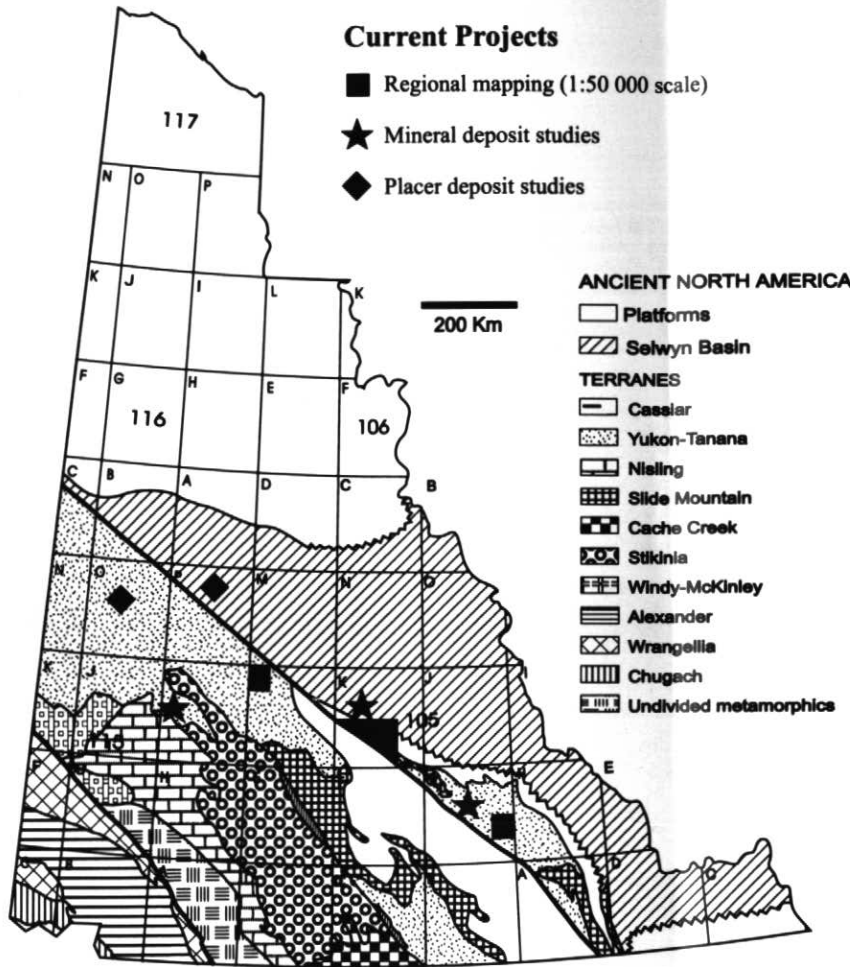 Current Projects
Regional mapping (1:50 000 scale)
Mineral deposit studies
Placer deposit studies
117
N O P
K J I L K
ANCIENT NORTH AMERICA
Platforms
200 Km
Selwyn Basin
TERRANES
F G H E F
116 106
Cassiar
Yukon-Tanana
Nisling
C B A D C B
Slide Mountain
Cache Creek
Stikinia
N O P M N O
Windy-McKinley
Alexander
Wrangellia
K J K J
Chugach
105
Undivided metamorphics
115
F H E
A